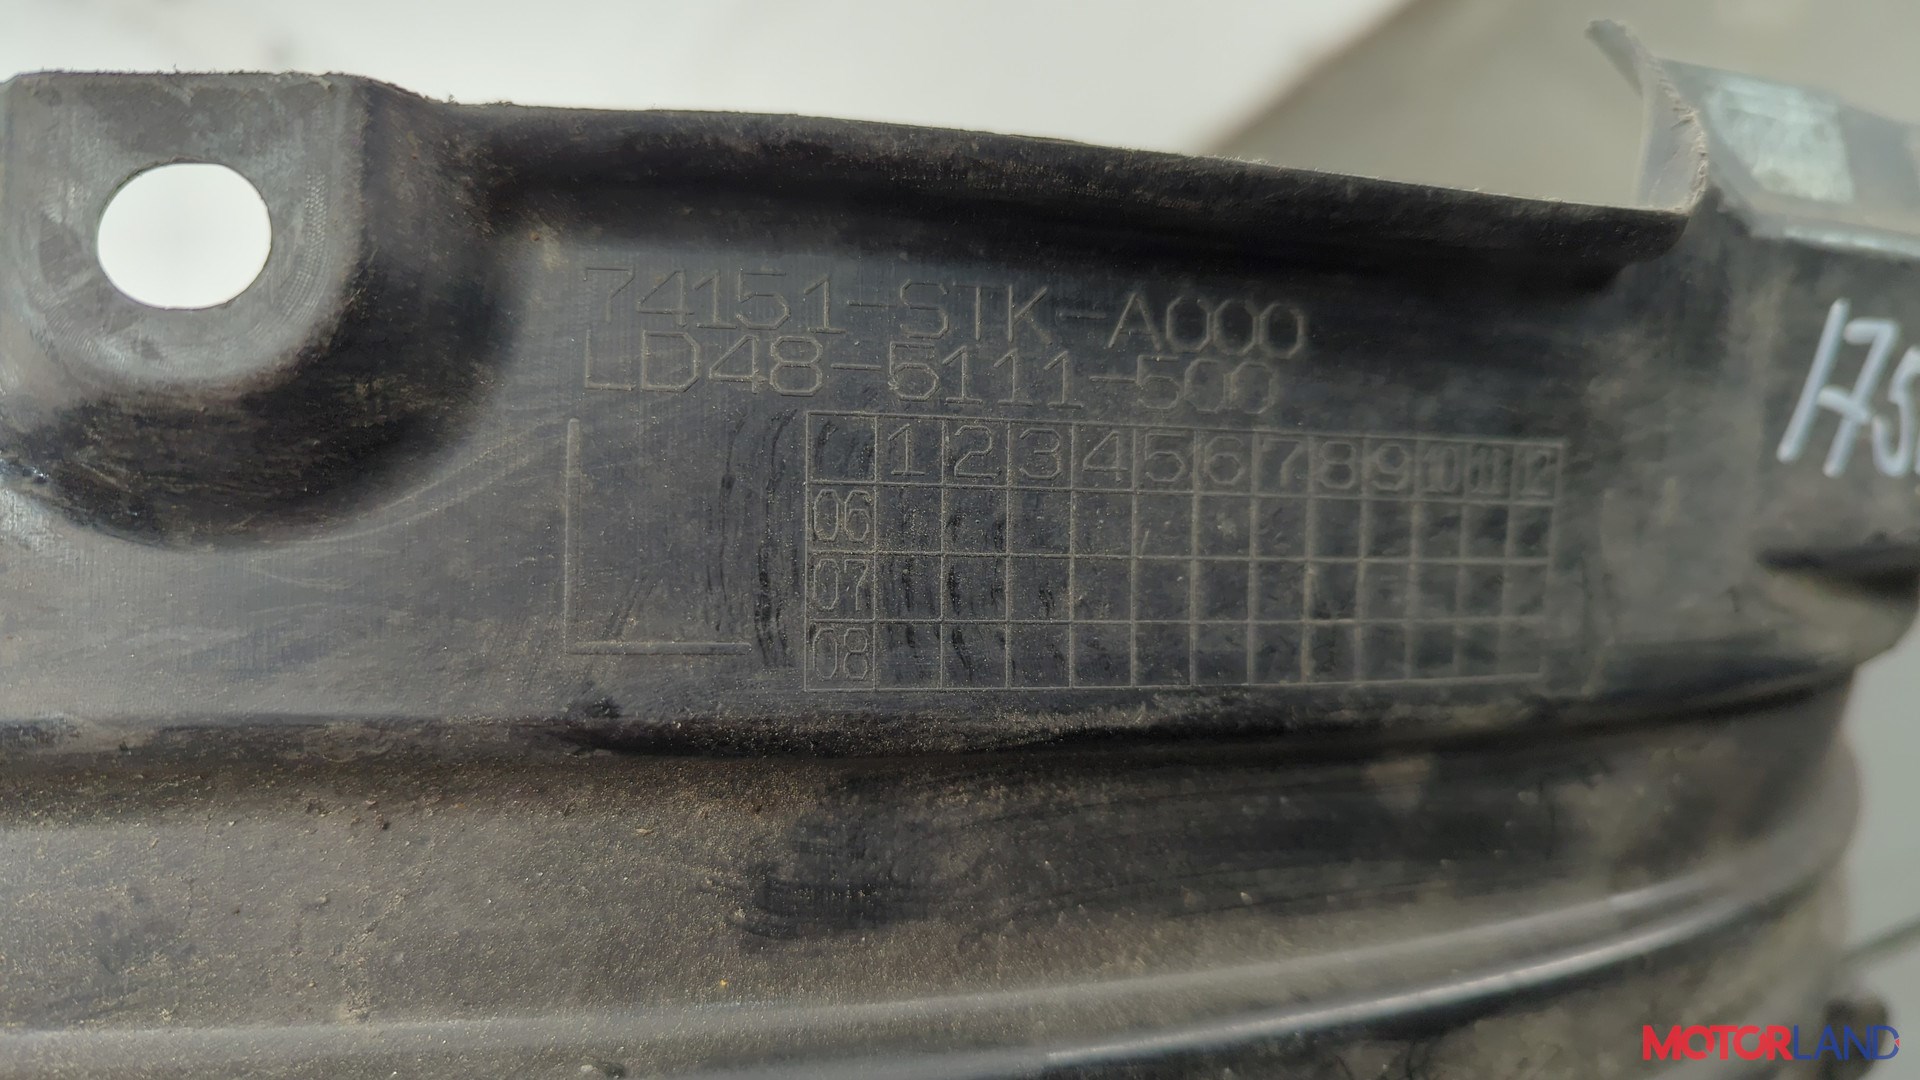 74151-STK-A000
LD48-5111-500
L
1 2 3 4 5 6 7 8 9 10 11 12
06
07
08
MOTORLAND